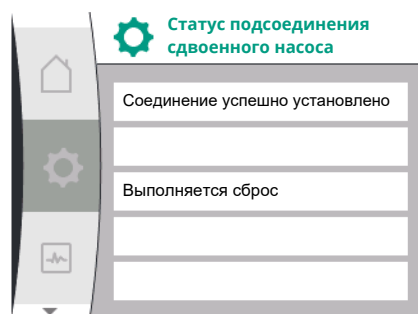 Статус подсоединения
сдвоенного насоса
Соединение успешно установлено
Выполняется сброс